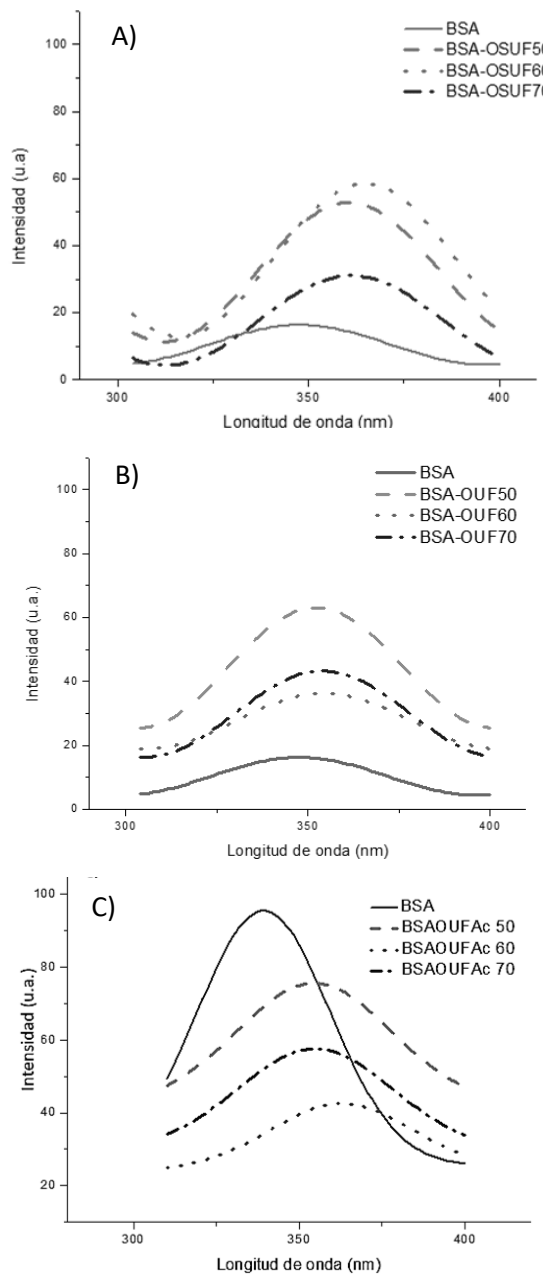 A)
BSA
BSA-OSUF50
BSA-OSUF60
BSA-OSUF70
100
80
60
40
20
0
Intensidad (u.a)
300
350
400
Longitud de onda (nm)
B)
BSA
BSA-OUF50
BSA-OUF60
BSA-OUF70
100
80
60
40
20
0
Intensidad (u.a.)
300
350
400
Longitud de onda (nm)
C)
BSA
BSAOUFAc 50
BSAOUFAc 60
BSAOUFAc 70
100
80
60
40
20
Intensidad (u.a.)
300
350
400
Longitud de onda (nm)